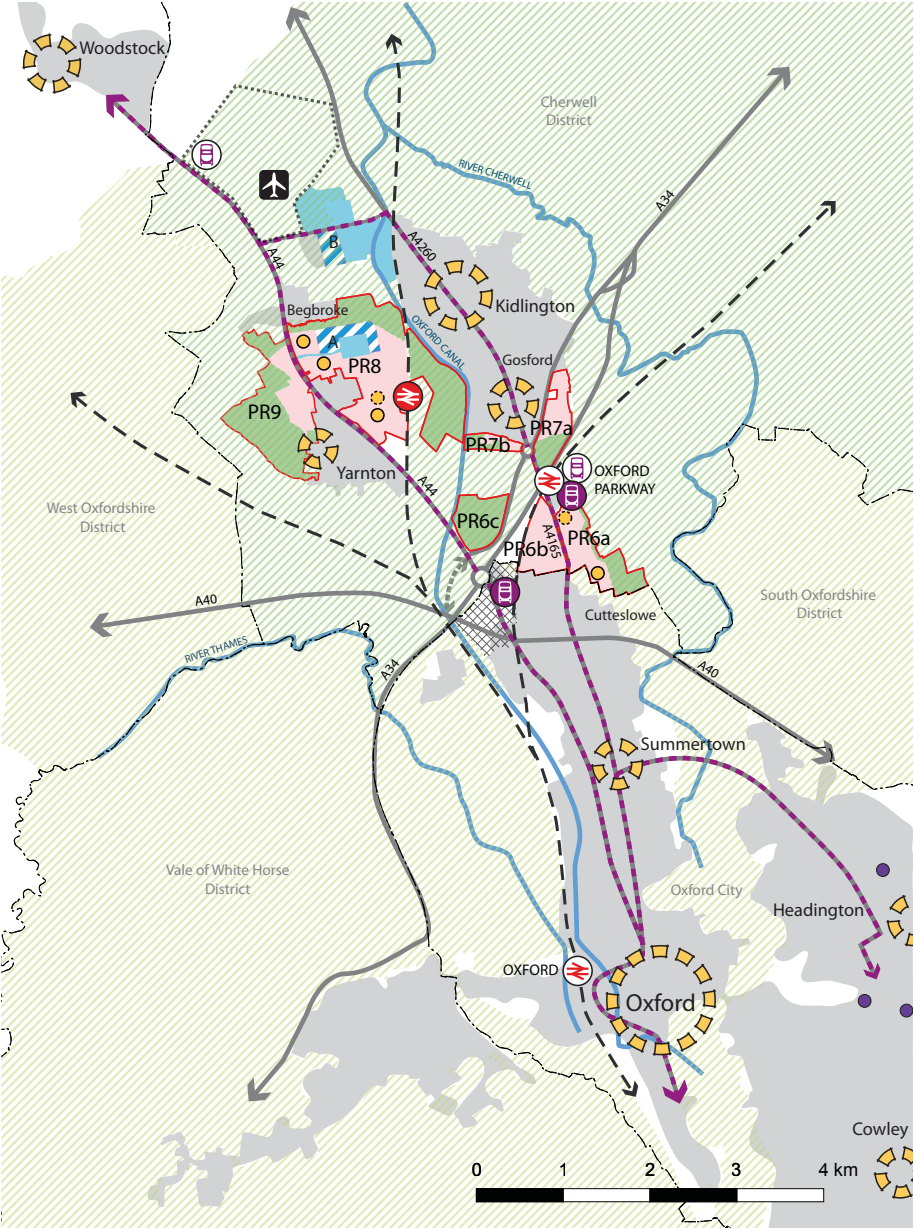 Woodstock
Cherwell
District
RIVER CHERWELL
A34
B
A44
A4260
Kidlington
Begbroke
OXFORD CANAL
A
PR8
Gosford
PR9
PR7a
PR7b
Yarnton
A44
OXFORD
PARKWAY
West Oxfordshire
District
PR6c
PR6b
A4165
PR6a
A40
Cutteslowe
South Oxfordshire
District
RIVER THAMES
A34
A40
Summertown
Vale of White Horse
District
Oxford City
Headington
OXFORD
Oxford
Cowley
0 1 2 3 4 km